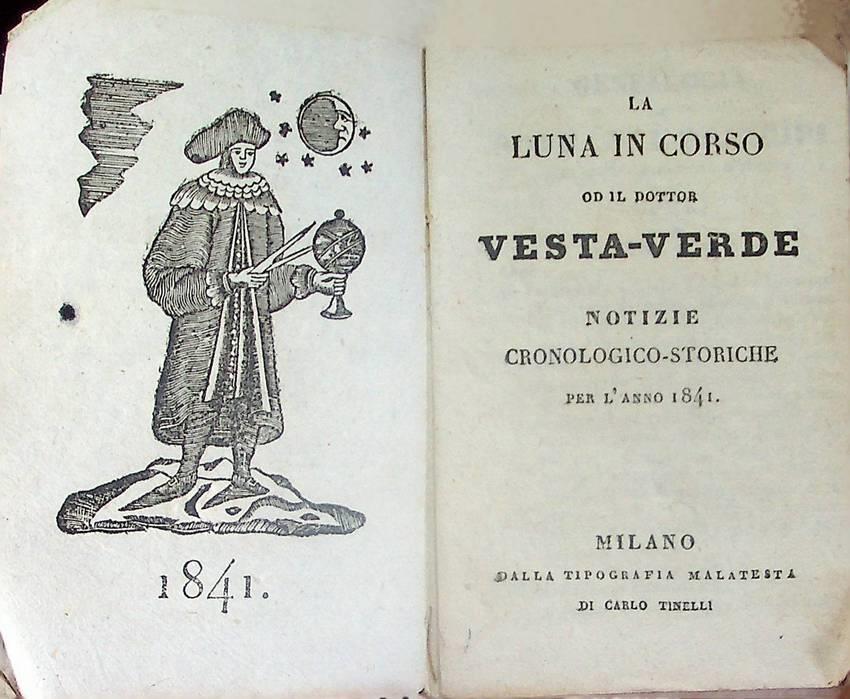 1841.
LA
LUNA IN CORSO
OD IL DOTTOR
VESTA-VERDE
NOTIZIE
CRONOLOGICO-STORICHE
PER L'ANNO 1841.
MILANO
DALLA TIPOGRAFIA MALATESTA
DI CARLO TINELLI